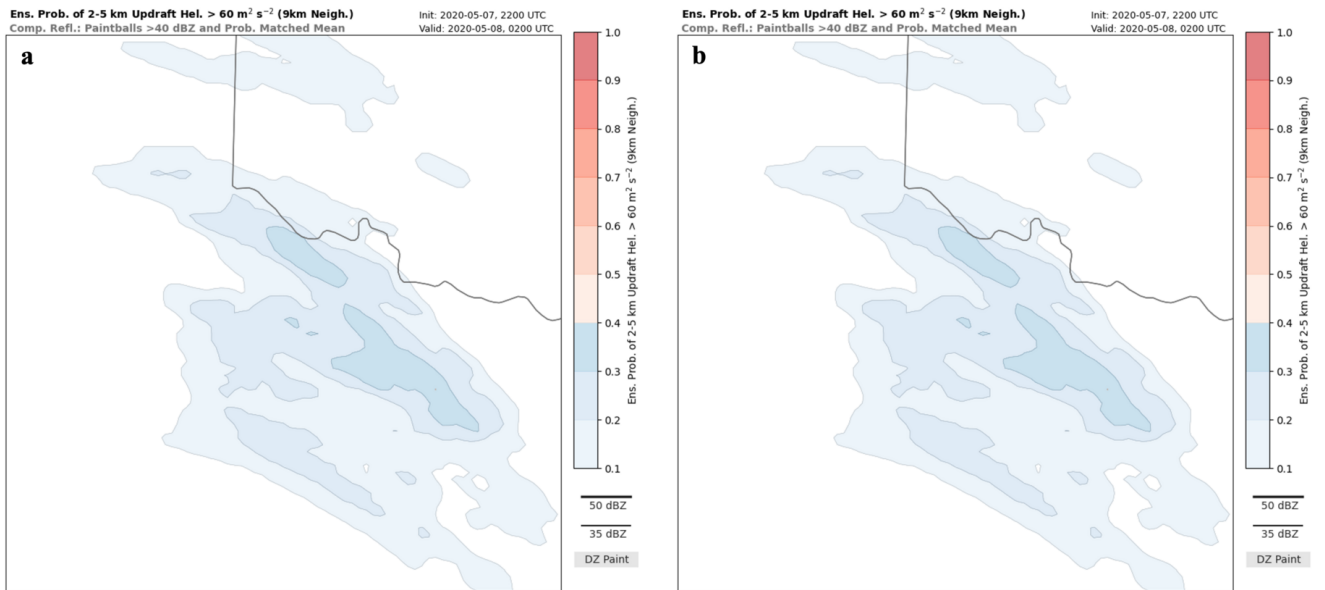 Ens. Prob. of 2-5 km Updraft Hel. > 60 m² s⁻² (9km Neigh.)
Init: 2020-05-07, 2200 UTC
Comp. Refl.: Paintballs >40 dBZ and Prob. Matched Mean
Valid: 2020-05-08, 0200 UTC
a
1.0
0.9
0.8
0.7
0.6
0.5
0.4
0.3
0.2
0.1
Ens. Prob. of 2-5 km Updraft Hel. > 60 m² s⁻² (9km Neigh.)
50 dBZ
35 dBZ
DZ Paint
Ens. Prob. of 2-5 km Updraft Hel. > 60 m² s⁻² (9km Neigh.)
Init: 2020-05-07, 2200 UTC
Comp. Refl.: Paintballs >40 dBZ and Prob. Matched Mean
Valid: 2020-05-08, 0200 UTC
b
1.0
0.9
0.8
0.7
0.6
0.5
0.4
0.3
0.2
0.1
Ens. Prob. of 2-5 km Updraft Hel. > 60 m² s⁻² (9km Neigh.)
50 dBZ
35 dBZ
DZ Paint